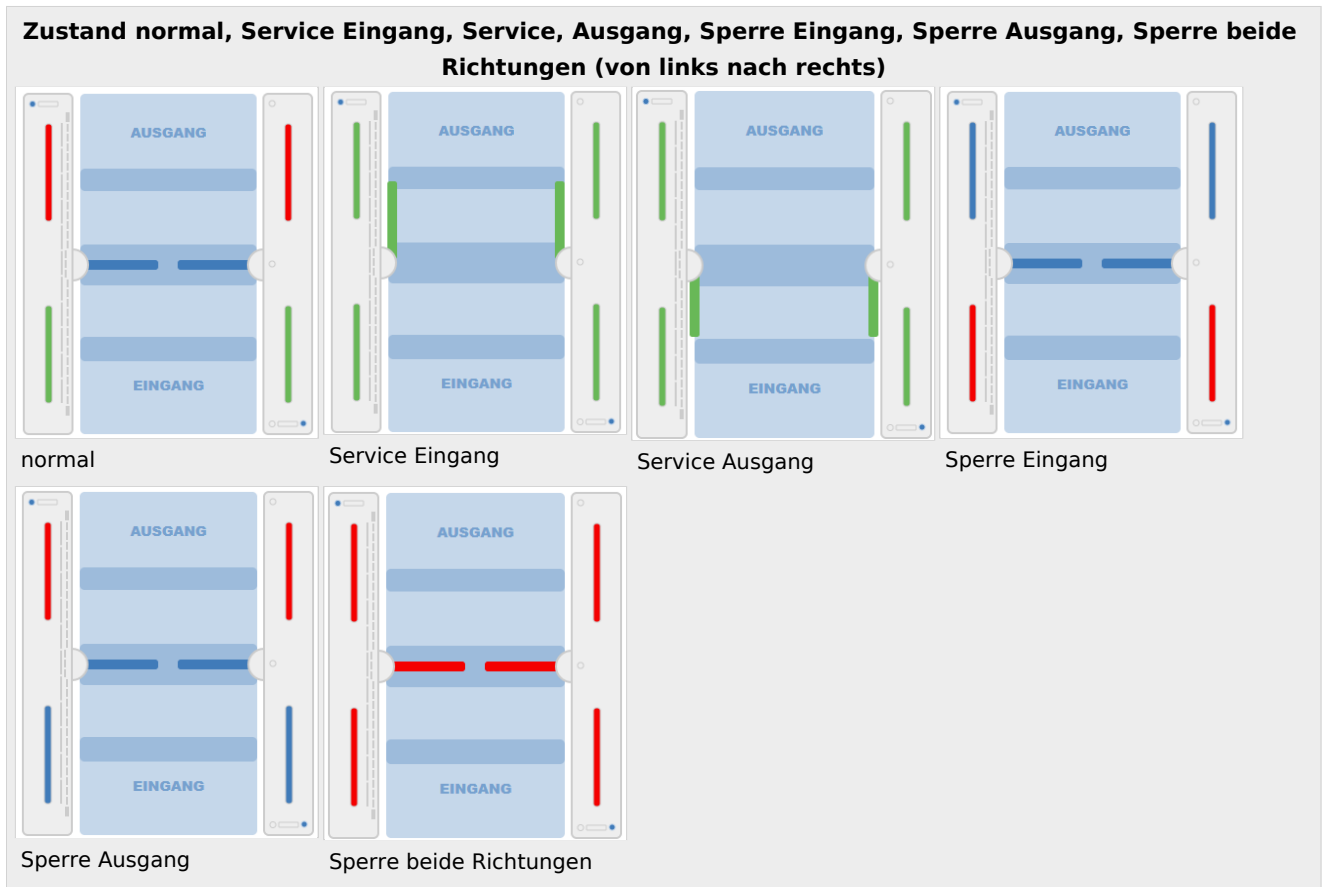 Zustand normal, Service Eingang, Service, Ausgang, Sperre Eingang, Sperre Ausgang, Sperre beide
Richtungen (von links nach rechts)
AUSGANG
EINGANG
normal
AUSGANG
EINGANG
Service Eingang
AUSGANG
EINGANG
Service Ausgang
AUSGANG
EINGANG
Sperre Eingang
AUSGANG
EINGANG
Sperre Ausgang
AUSGANG
EINGANG
Sperre beide Richtungen